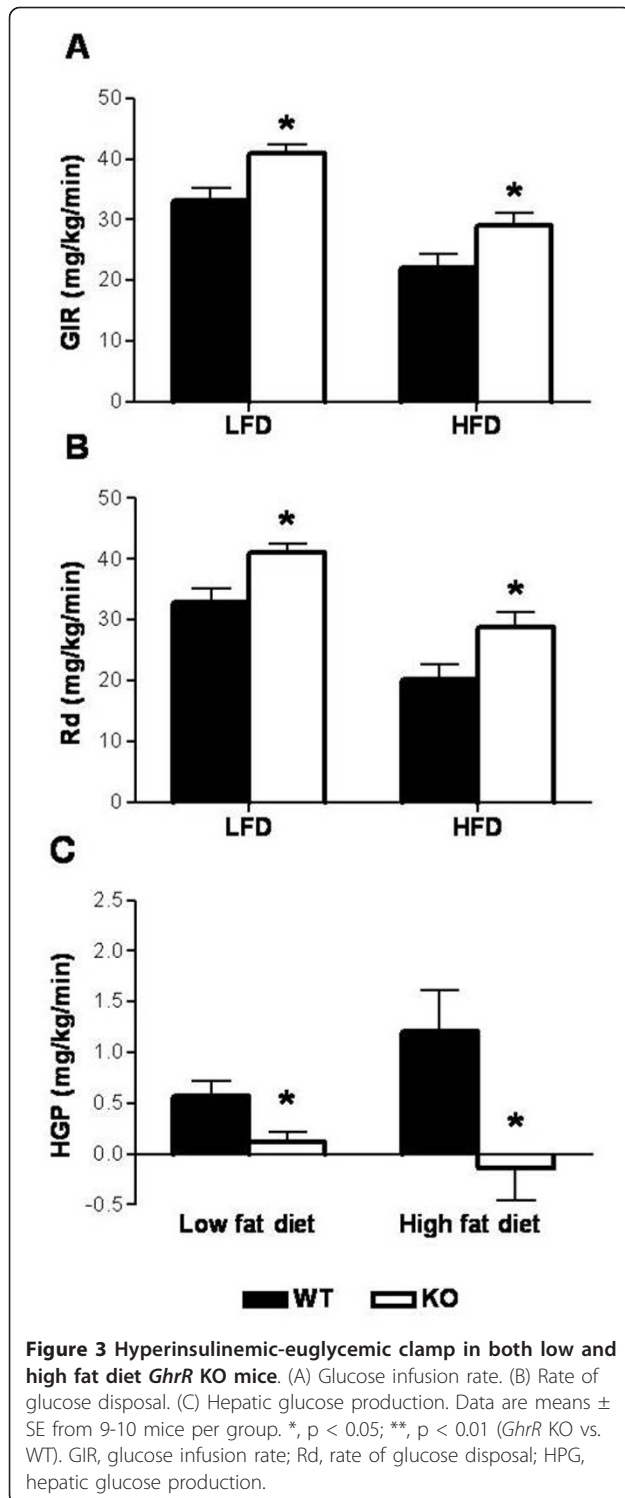 A
50
40
30
20
10
0
GIR (mg/kg/min)
* *
LFD HFD
B
50
40
30
20
10
0
Rd (mg/kg/min)
* *
LFD HFD
C
2.5
2.0
1.5
1.0
0.5
0.0
-0.5
HGP (mg/kg/min)
* *
Low fat diet High fat diet
WT KO
Figure 3 Hyperinsulinemic-euglycemic clamp in both low and
high fat diet GhrR KO mice. (A) Glucose infusion rate. (B) Rate of
glucose disposal. (C) Hepatic glucose production. Data are means ±
SE from 9-10 mice per group. *, p < 0.05; **, p < 0.01 (GhrR KO vs.
WT). GIR, glucose infusion rate; Rd, rate of glucose disposal; HPG,
hepatic glucose production.